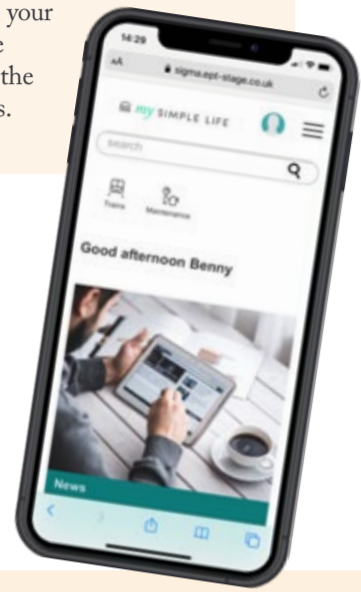 your
e
the
s.
14:29
AA sigma.ept-stage.co.uk
my SIMPLE LIFE
search
Trains Maintenance
Good afternoon Benny
News